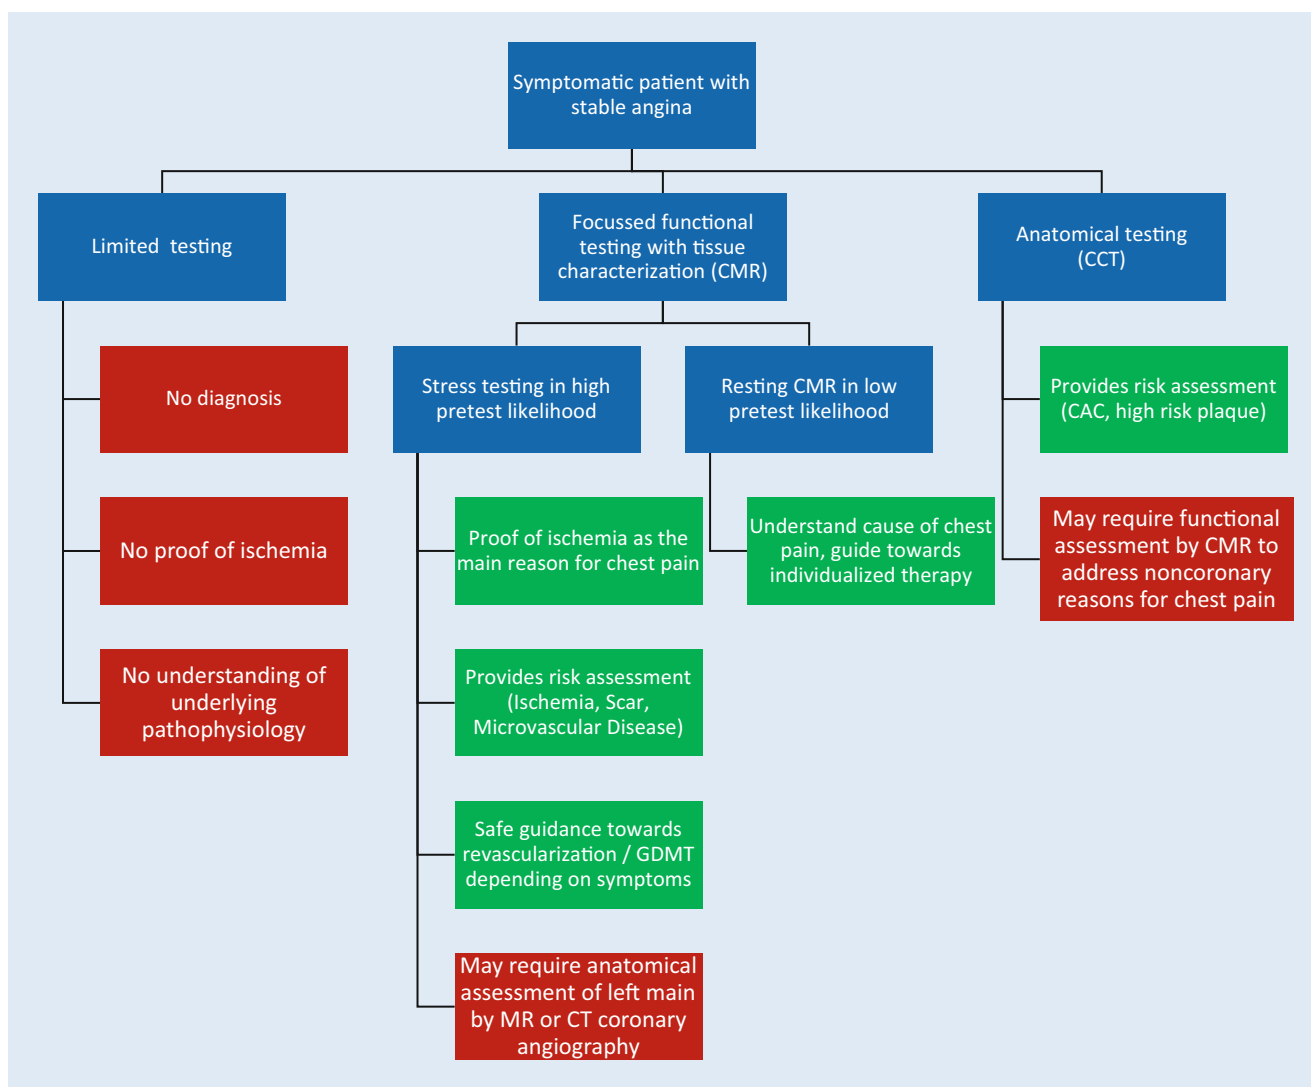 Symptomatic patient with
stable angina
Limited testing
Focussed functional
testing with tissue
characterization (CMR)
Anatomical testing
(CCT)
No diagnosis
No proof of ischemia
No understanding of
underlying
pathophysiology
Stress testing in high
pretest likelihood
Proof of ischemia as the
main reason for chest pain
Provides risk assessment
(Ischemia, Scar,
Microvascular Disease)
Safe guidance towards
revascularization / GDMT
depending on symptoms
May require anatomical
assessment of left main
by MR or CT coronary
angiography
Resting CMR in low
pretest likelihood
Understand cause of chest
pain, guide towards
individualized therapy
Provides risk assessment
(CAC, high risk plaque)
May require functional
assessment by CMR to
address noncoronary
reasons for chest pain